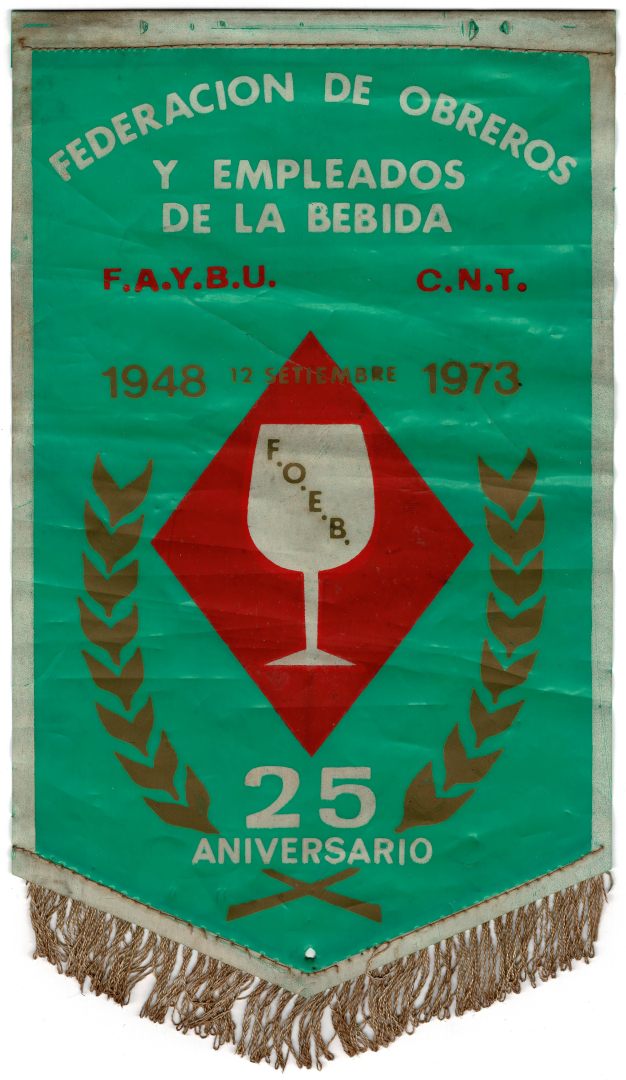 FEDERACION DE OBREROS
Y EMPLEADOS
DE LA BEBIDA
F.A.Y.B.U. C.N.T.
1948 12 SETIEMBRE 1973
F.O.E.B.
25
ANIVERSARIO